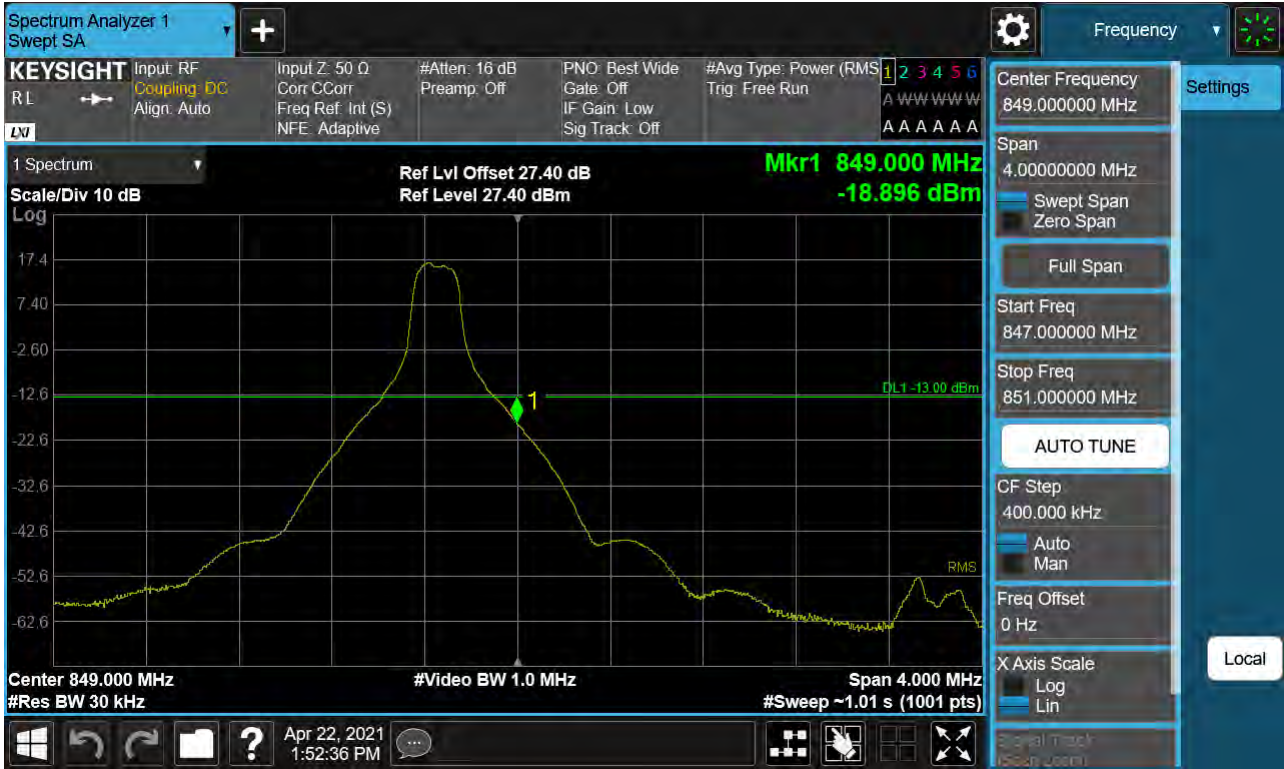 Spectrum Analyzer 1
Swept SA
+
Frequency
KEYSIGHT
R L
LXI
Input: RF
Coupling: DC
Align: Auto
Input Z: 50 Ω
Corr CCorr
Freq Ref: Int (S)
NFE: Adaptive
#Atten: 16 dB
Preamp: Off
PNO: Best Wide
Gate: Off
IF Gain: Low
Sig Track: Off
#Avg Type: Power (RMS
Trig: Free Run
1 2 3 4 5 6
A W W W W W
A A A A A A
1 Spectrum
Scale/Div 10 dB
Ref Lvl Offset 27.40 dB
Ref Level 27.40 dBm
Mkr1 849.000 MHz
-18.896 dBm
Log
17.4
7.40
-2.60
-12.6
-22.6
-32.6
-42.6
-52.6
-62.6
DL1 -13.00 dBm
1
RMS
Center 849.000 MHz
#Video BW 1.0 MHz
Span 4.000 MHz
#Res BW 30 kHz
#Sweep ~1.01 s (1001 pts)
Center Frequency
849.000000 MHz
Settings
Span
4.00000000 MHz
Swept Span
Zero Span
Full Span
Start Freq
847.000000 MHz
Stop Freq
851.000000 MHz
AUTO TUNE
CF Step
400.000 kHz
Auto
Man
Freq Offset
0 Hz
X Axis Scale
Log
Lin
Local
Signal Track
(Span Zoom)
?
Apr 22, 2021
1:52:36 PM